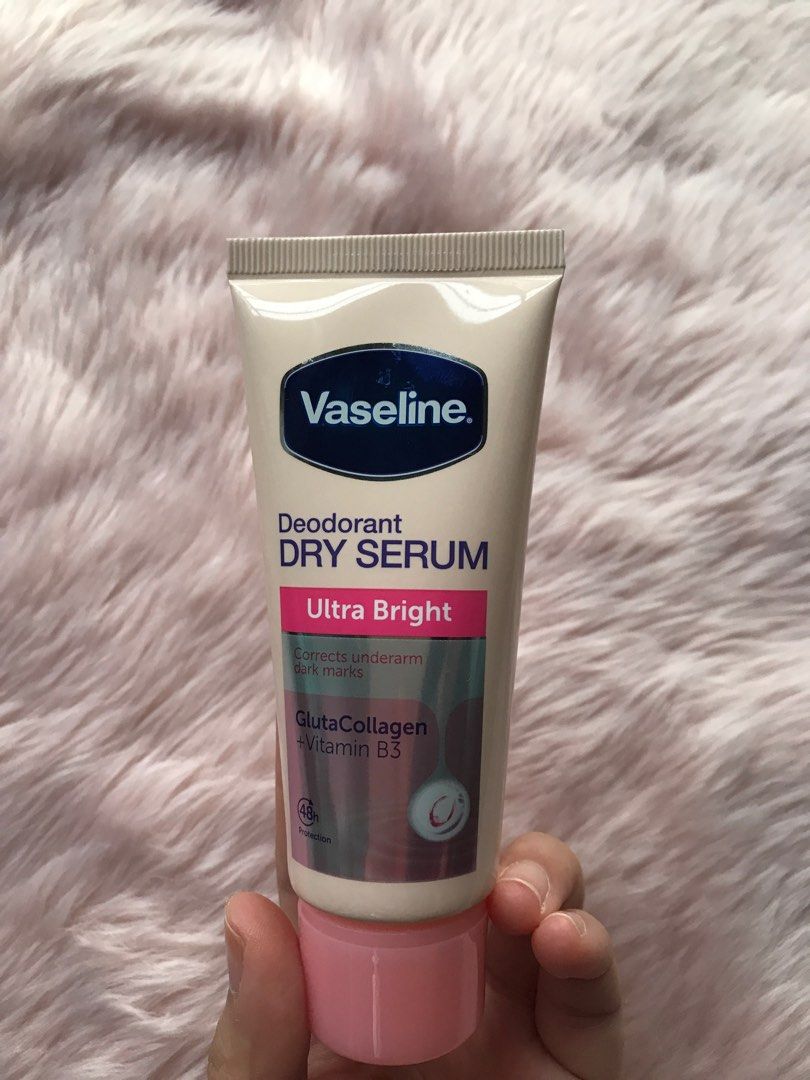 Vaseline®
Deodorant
DRY SERUM
Ultra Bright
Corrects underarm
dark marks
GlutaCollagen
+Vitamin B3
48h
Protection